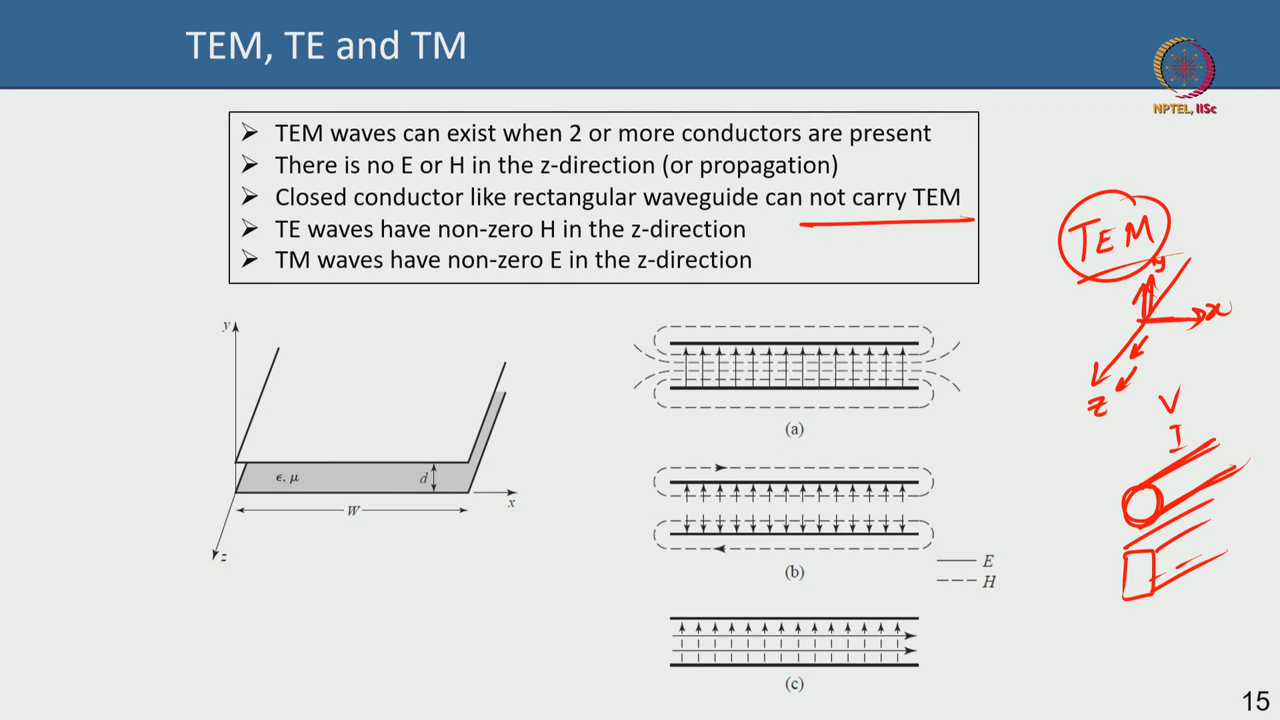 TEM, TE and TM
NPTEL, IISc
➢ TEM waves can exist when 2 or more conductors are present
➢ There is no E or H in the z-direction (or propagation)
➢ Closed conductor like rectangular waveguide can not carry TEM
➢ TE waves have non-zero H in the z-direction
➢ TM waves have non-zero E in the z-direction
TEM
y
x
z
V
I
y
ϵ, μ
d
W
x
z
(a)
(b)
E
H
(c)
15